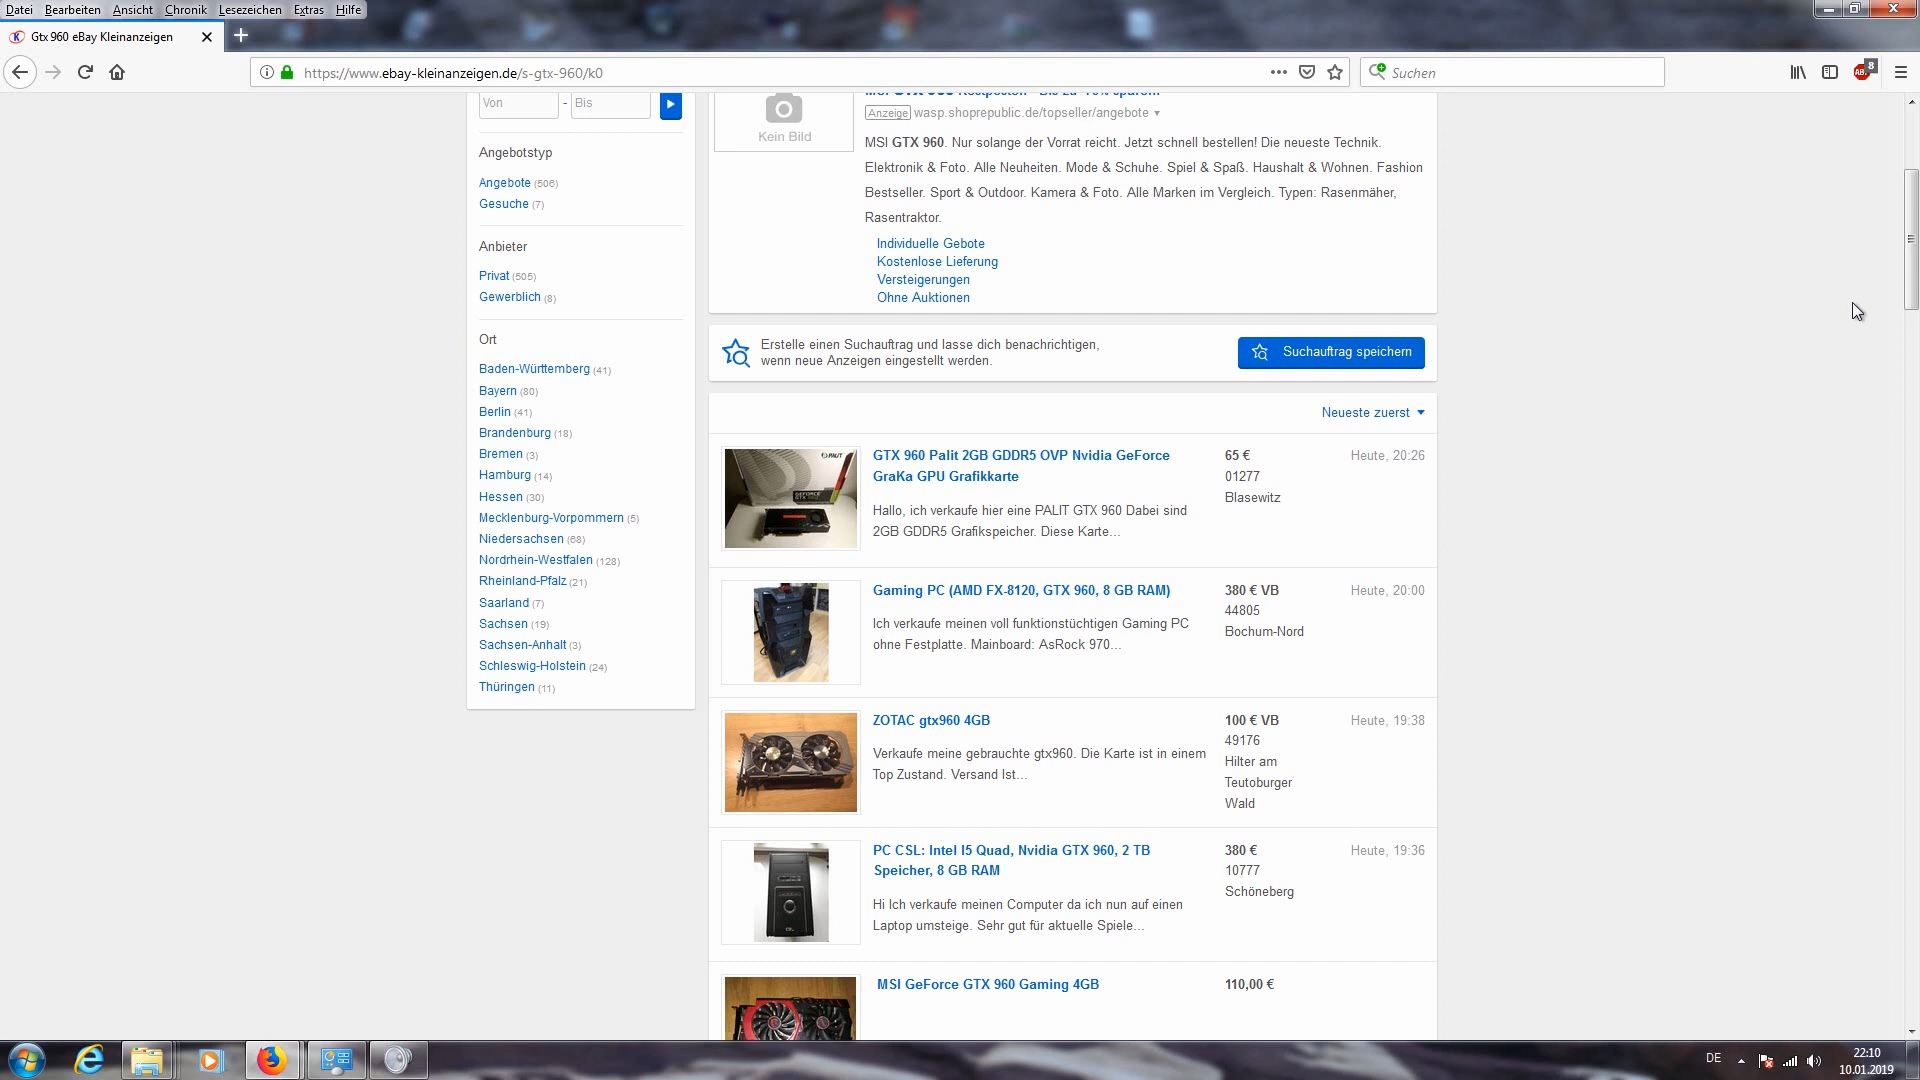 Datei Bearbeiten Ansicht Chronik Lesezeichen Extras Hilfe
Gtx 960 eBay Kleinanzeigen
https://www.ebay-kleinanzeigen.de/s-gtx-960/k0
Suchen
ABP 8
Von - Bis
Angebotstyp
Angebote (506)
Gesuche (7)
Anbieter
Privat (505)
Gewerblich (8)
Ort
Baden-Württemberg (41)
Bayern (80)
Berlin (41)
Brandenburg (18)
Bremen (3)
Hamburg (14)
Hessen (30)
Mecklenburg-Vorpommern (5)
Niedersachsen (68)
Nordrhein-Westfalen (128)
Rheinland-Pfalz (21)
Saarland (7)
Sachsen (19)
Sachsen-Anhalt (3)
Schleswig-Holstein (24)
Thüringen (11)
Kein Bild
Anzeige wasp.shoprepublic.de/topseller/angebote
MSI GTX 960. Nur solange der Vorrat reicht. Jetzt schnell bestellen! Die neueste Technik.
Elektronik & Foto. Alle Neuheiten. Mode & Schuhe. Spiel & Spaß. Haushalt & Wohnen. Fashion
Bestseller. Sport & Outdoor. Kamera & Foto. Alle Marken im Vergleich. Typen: Rasenmäher,
Rasentraktor.
Individuelle Gebote
Kostenlose Lieferung
Versteigerungen
Ohne Auktionen
Erstelle einen Suchauftrag und lasse dich benachrichtigen,
wenn neue Anzeigen eingestellt werden.
Suchauftrag speichern
Neueste zuerst
GTX 960 Palit 2GB GDDR5 OVP Nvidia GeForce
GraKa GPU Grafikkarte
Hallo, ich verkaufe hier eine PALIT GTX 960 Dabei sind
2GB GDDR5 Grafikspeicher. Diese Karte...
65 €
01277
Blasewitz
Heute, 20:26
Gaming PC (AMD FX-8120, GTX 960, 8 GB RAM)
Ich verkaufe meinen voll funktionstüchtigen Gaming PC
ohne Festplatte. Mainboard: AsRock 970...
380 € VB
44805
Bochum-Nord
Heute, 20:00
ZOTAC gtx960 4GB
Verkaufe meine gebrauchte gtx960. Die Karte ist in einem
Top Zustand. Versand Ist...
100 € VB
49176
Hilter am
Teutoburger
Wald
Heute, 19:38
PC CSL: Intel I5 Quad, Nvidia GTX 960, 2 TB
Speicher, 8 GB RAM
Hi Ich verkaufe meinen Computer da ich nun auf einen
Laptop umsteige. Sehr gut für aktuelle Spiele...
380 €
10777
Schöneberg
Heute, 19:36
MSI GeForce GTX 960 Gaming 4GB
110,00 €
DE
22:10
10.01.2019